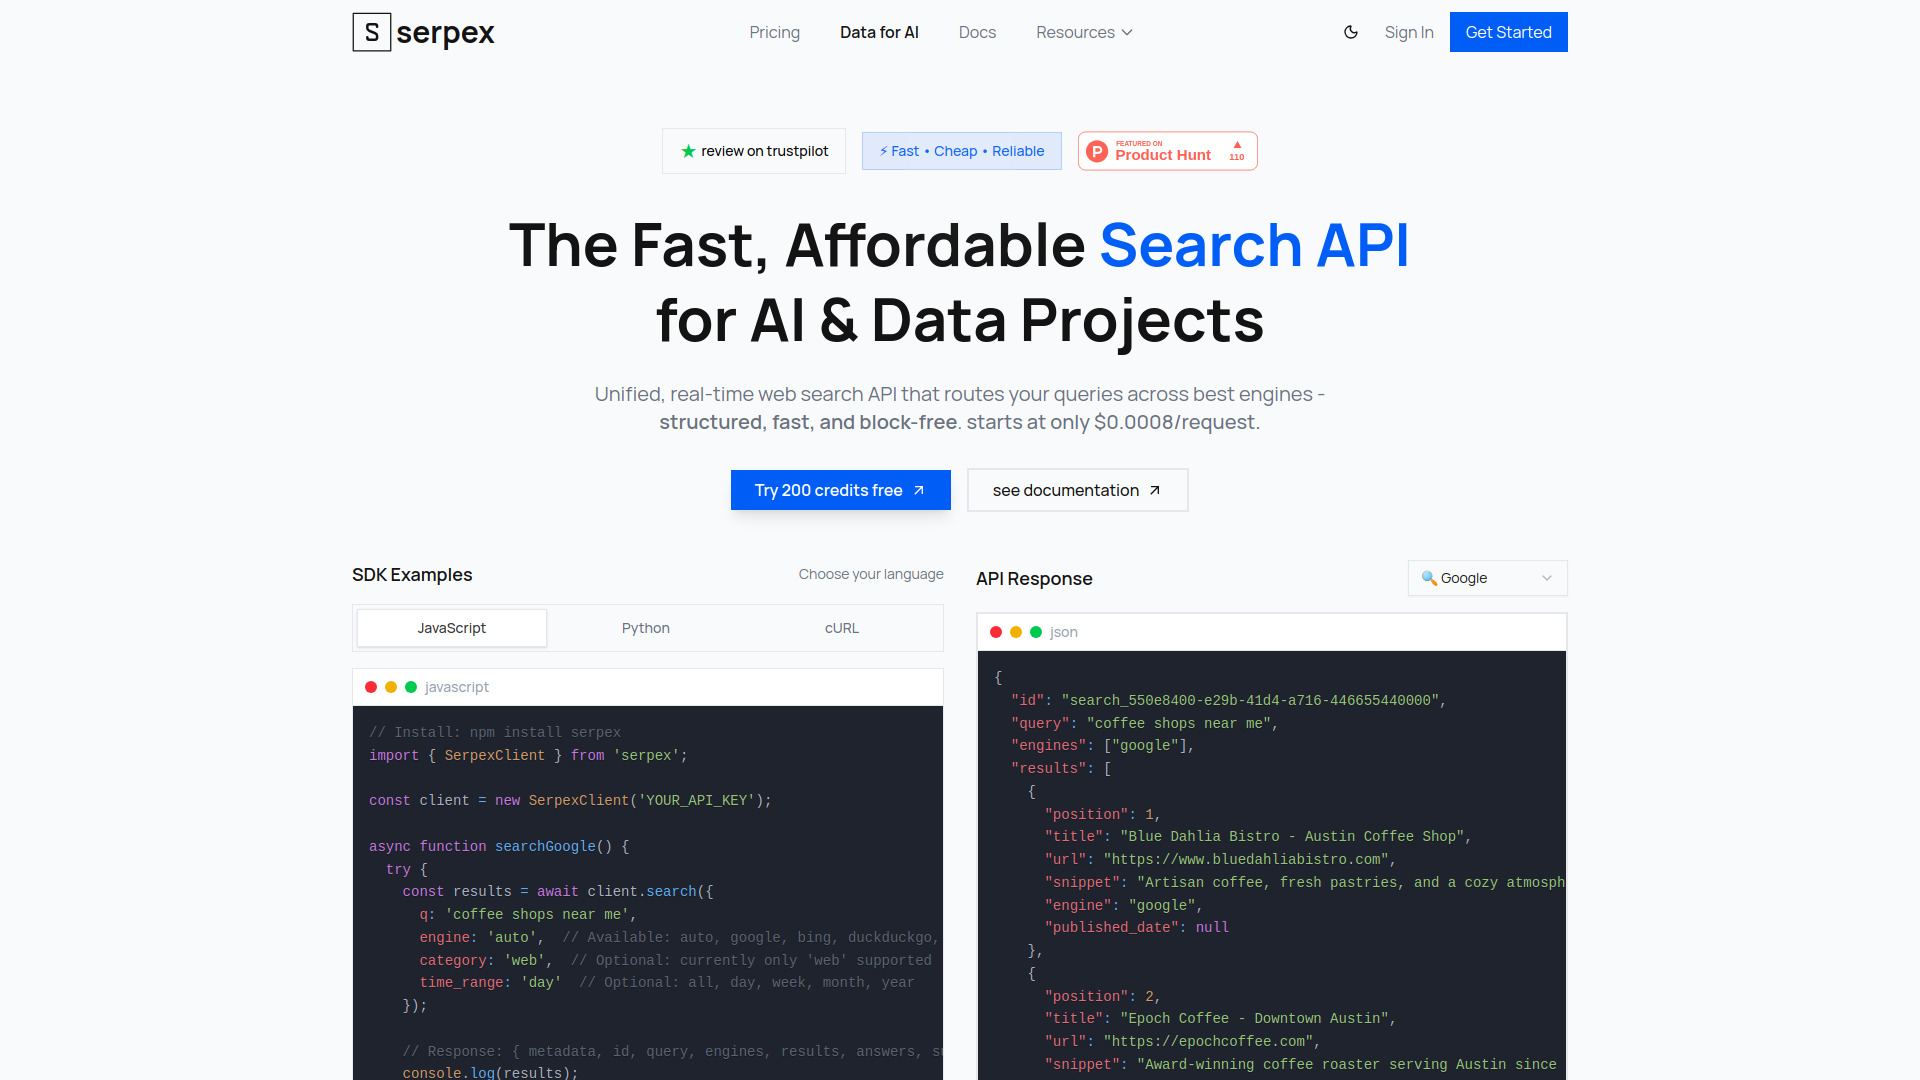 S serpex
Pricing
Data for AI
Docs
Resources
Sign In
Get Started
★ review on trustpilot
⚡ Fast • Cheap • Reliable
P
FEATURED ON
Product Hunt
▲
110
The Fast, Affordable Search API
for AI & Data Projects
Unified, real-time web search API that routes your queries across best engines -
structured, fast, and block-free. starts at only $0.0008/request.
Try 200 credits free
see documentation
SDK Examples
Choose your language
JavaScript
Python
cURL
javascript
// Install: npm install serpex
import { SerpexClient } from 'serpex';
const client = new SerpexClient('YOUR_API_KEY');
async function searchGoogle() {
try {
const results = await client.search({
q: 'coffee shops near me',
engine: 'auto',  // Available: auto, google, bing, duckduckgo,
category: 'web',  // Optional: currently only 'web' supported
time_range: 'day'  // Optional: all, day, week, month, year
});
// Response: { metadata, id, query, engines, results, answers,
console.log(results);
API Response
🔍 Google
json
{
"id": "search_550e8400-e29b-41d4-a716-446655440000",
"query": "coffee shops near me",
"engines": ["google"],
"results": [
{
"position": 1,
"title": "Blue Dahlia Bistro - Austin Coffee Shop",
"url": "https://www.bluedahliabistro.com",
"snippet": "Artisan coffee, fresh pastries, and a cozy atmosph
"engine": "google",
"published_date": null
},
{
"position": 2,
"title": "Epoch Coffee - Downtown Austin",
"url": "https://epochcoffee.com",
"snippet": "Award-winning coffee roaster serving Austin since